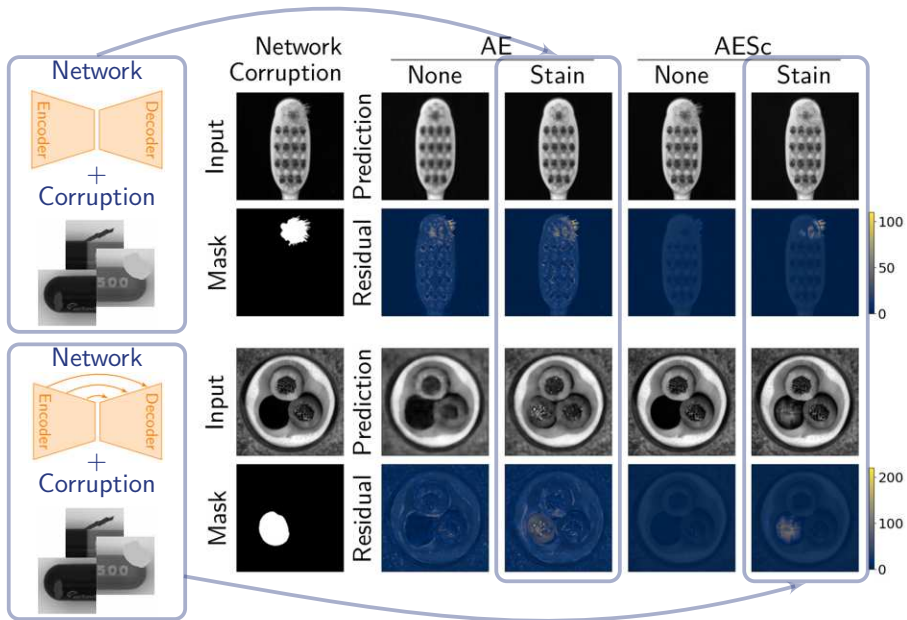 Network
Encoder
Decoder
+
Corruption
500
Network
Encoder
Decoder
+
Corruption
500
Network
Corruption
AE
AESc
None
Stain
None
Stain
Input
Prediction
Mask
Residual
100
50
0
Input
Prediction
Mask
Residual
200
100
0